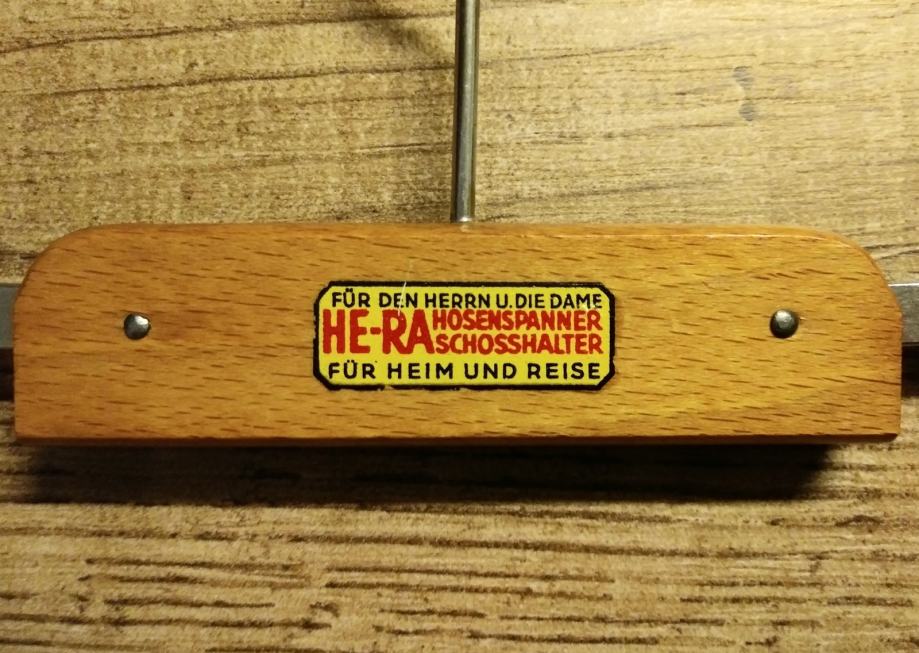 FÜR DEN HERRN U. DIE DAME
HE-RA HOSENSPANNER
SCHOSSHALTER
FÜR HEIM UND REISE